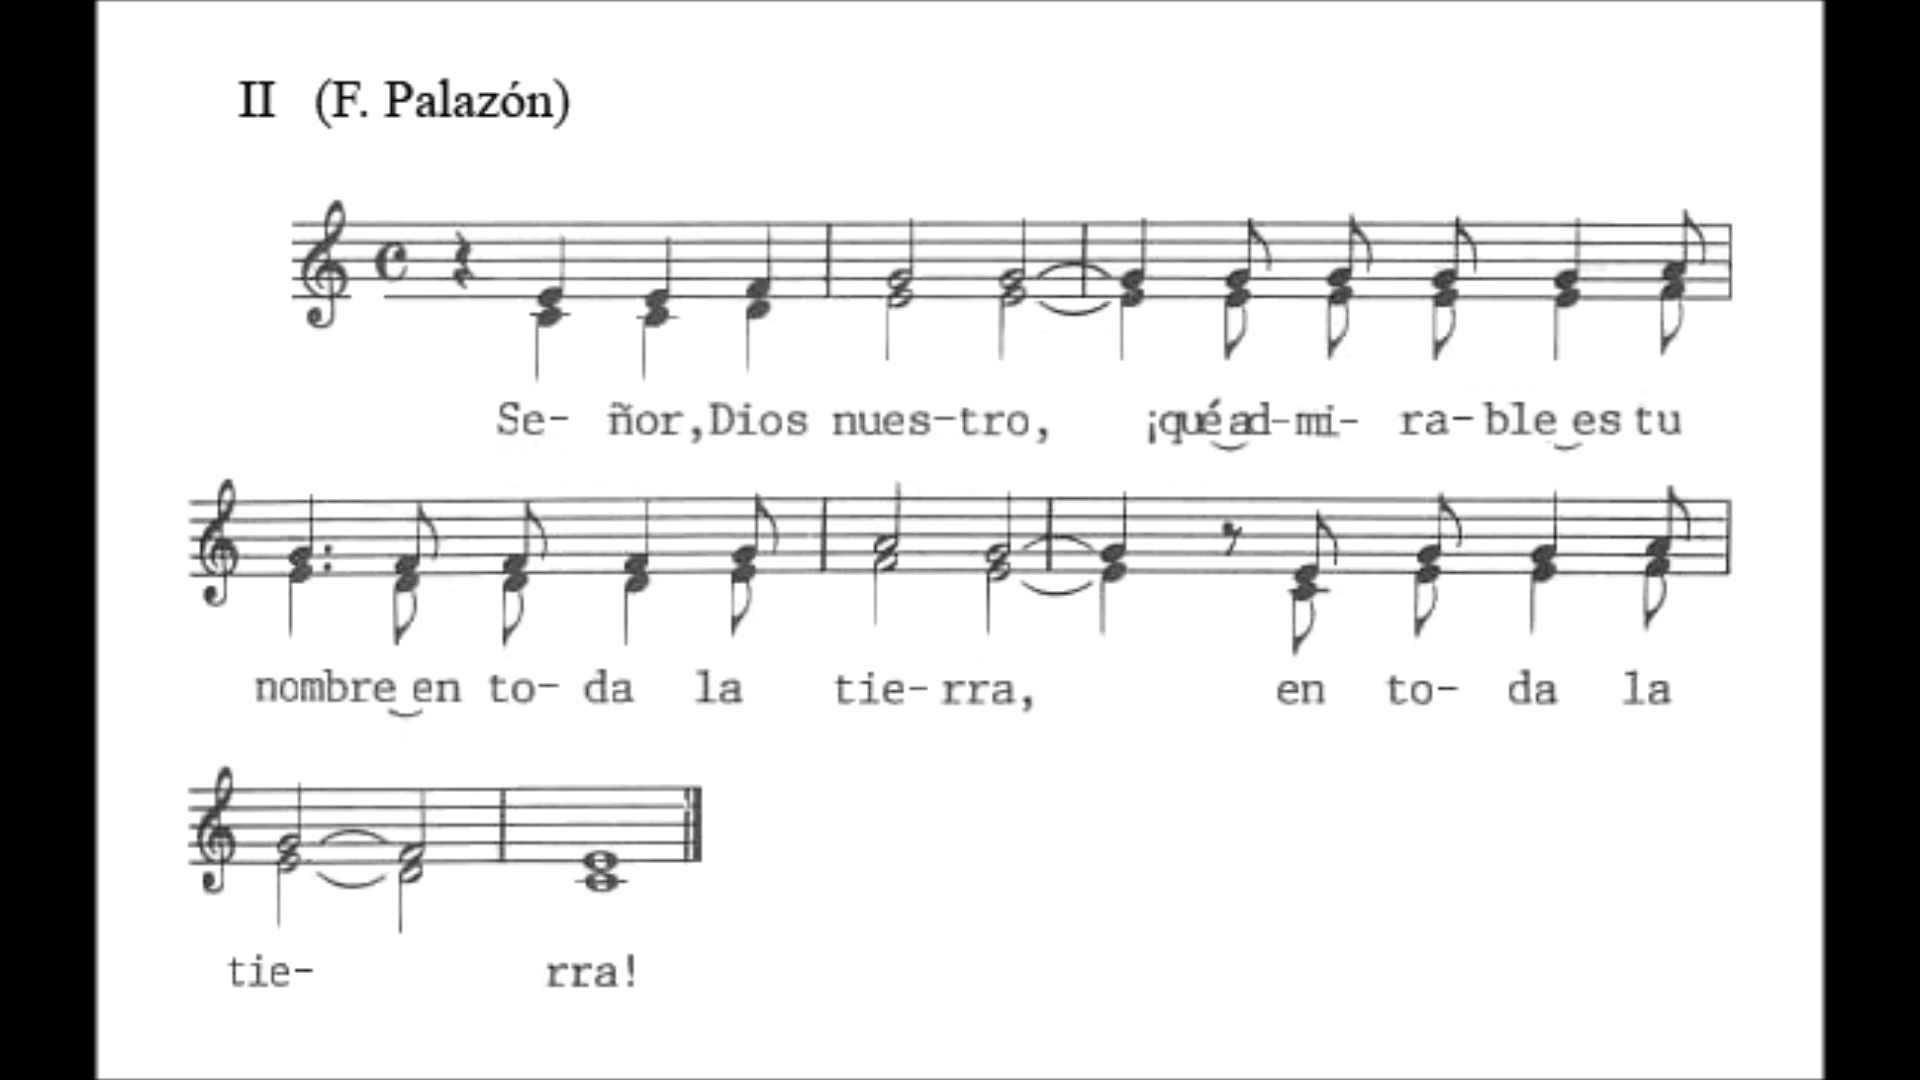 II (F. Palazón)
Se- ñor, Dios nues-tro, ¡qué ad-mi- ra-ble es tu
nombre en to- da la tie-rra, en to- da la
tie- rra!